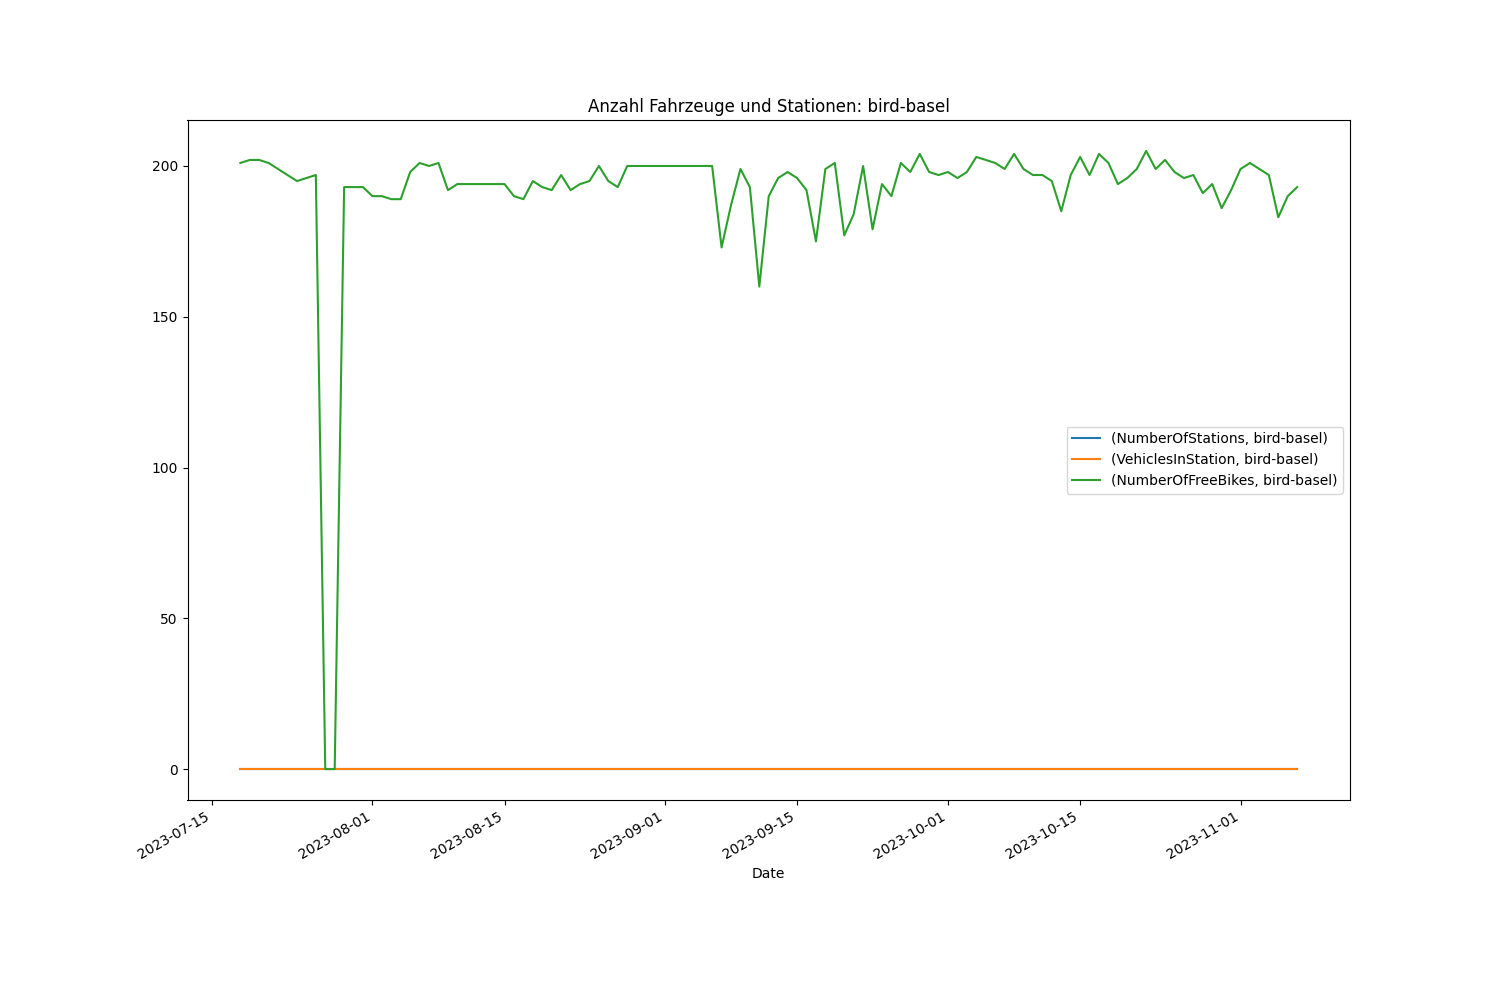 Anzahl Fahrzeuge und Stationen: bird-basel
200
150
100
50
0
(NumberOfStations, bird-basel)
(VehiclesInStation, bird-basel)
(NumberOfFreeBikes, bird-basel)
2023-07-15
2023-08-01
2023-08-15
2023-09-01
2023-09-15
2023-10-01
2023-10-15
2023-11-01
Date